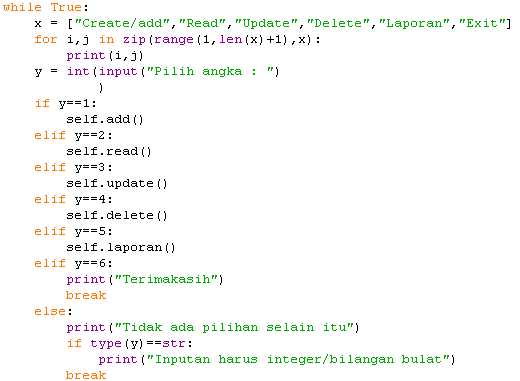 while True:
    x = ["Create/add","Read","Update","Delete","Laporan","Exit"]
    for i,j in zip(range(1,len(x)+1),x):
        print(i,j)
    y = int(input("Pilih angka : ")
            )
    if y==1:
        self.add()
    elif y==2:
        self.read()
    elif y==3:
        self.update()
    elif y==4:
        self.delete()
    elif y==5:
        self.laporan()
    elif y==6:
        print("Terimakasih")
        break
    else:
        print("Tidak ada pilihan selain itu")
        if type(y)==str:
            print("Inputan harus integer/bilangan bulat")
        break